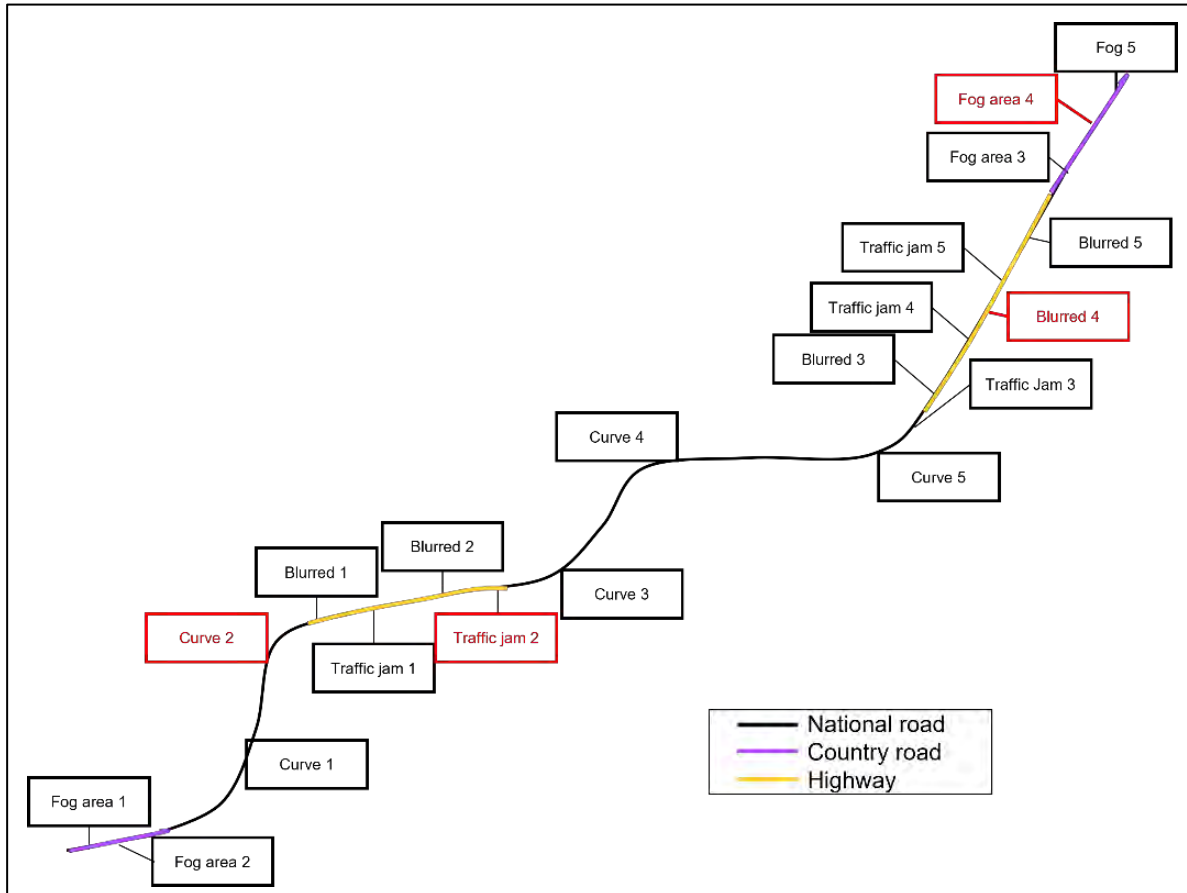 Fog 5
Fog area 4
Fog area 3
Traffic jam 5
Blurred 5
Traffic jam 4
Blurred 4
Blurred 3
Traffic Jam 3
Curve 4
Curve 5
Blurred 2
Blurred 1
Curve 3
Curve 2
Traffic jam 2
Traffic jam 1
National road
Country road
Highway
Curve 1
Fog area 1
Fog area 2